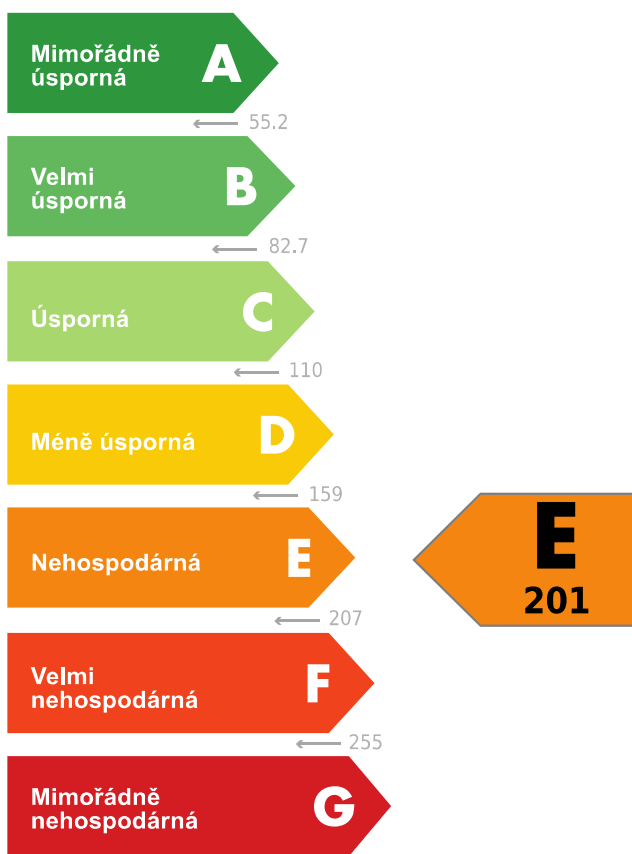 Mimořádně
úsporná
A
55.2
Velmi
úsporná
B
82.7
Úsporná
C
110
Méně úsporná
D
159
Nehospodárná
E
E
201
207
Velmi
nehospodárná
F
255
Mimořádně
nehospodárná
G